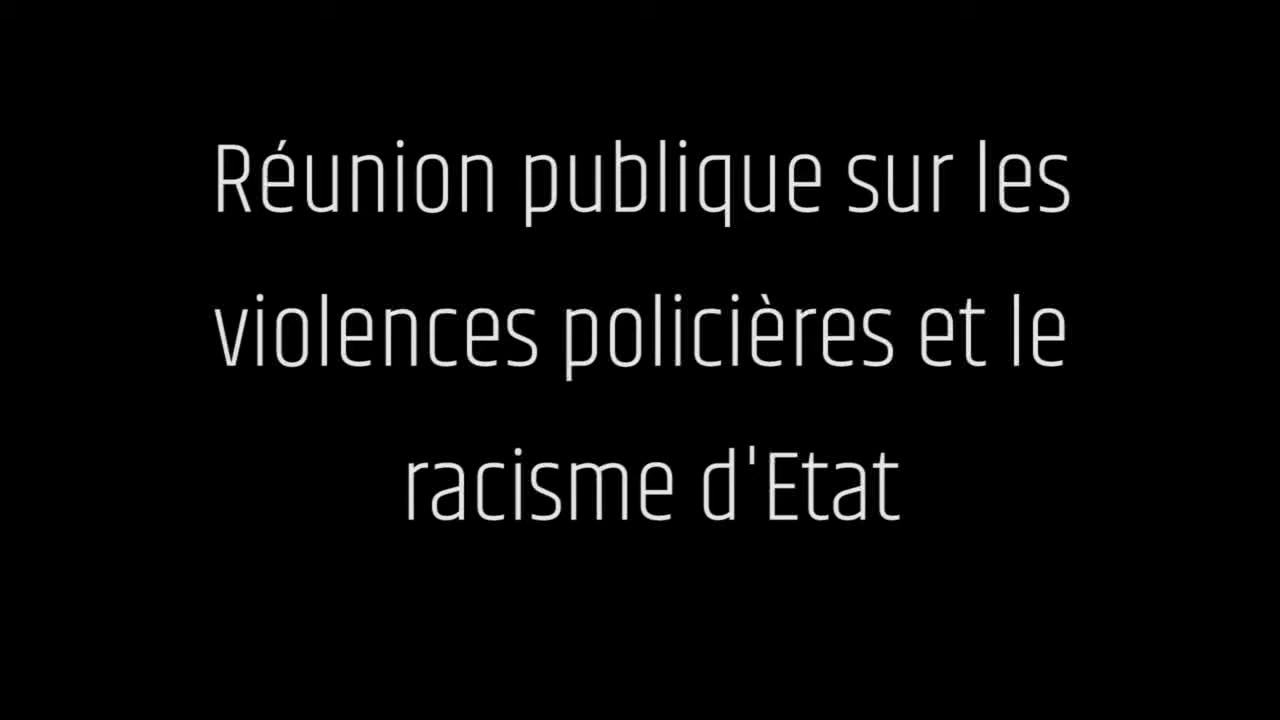 Réunion publique sur les
violences policières et le
racisme d'Etat